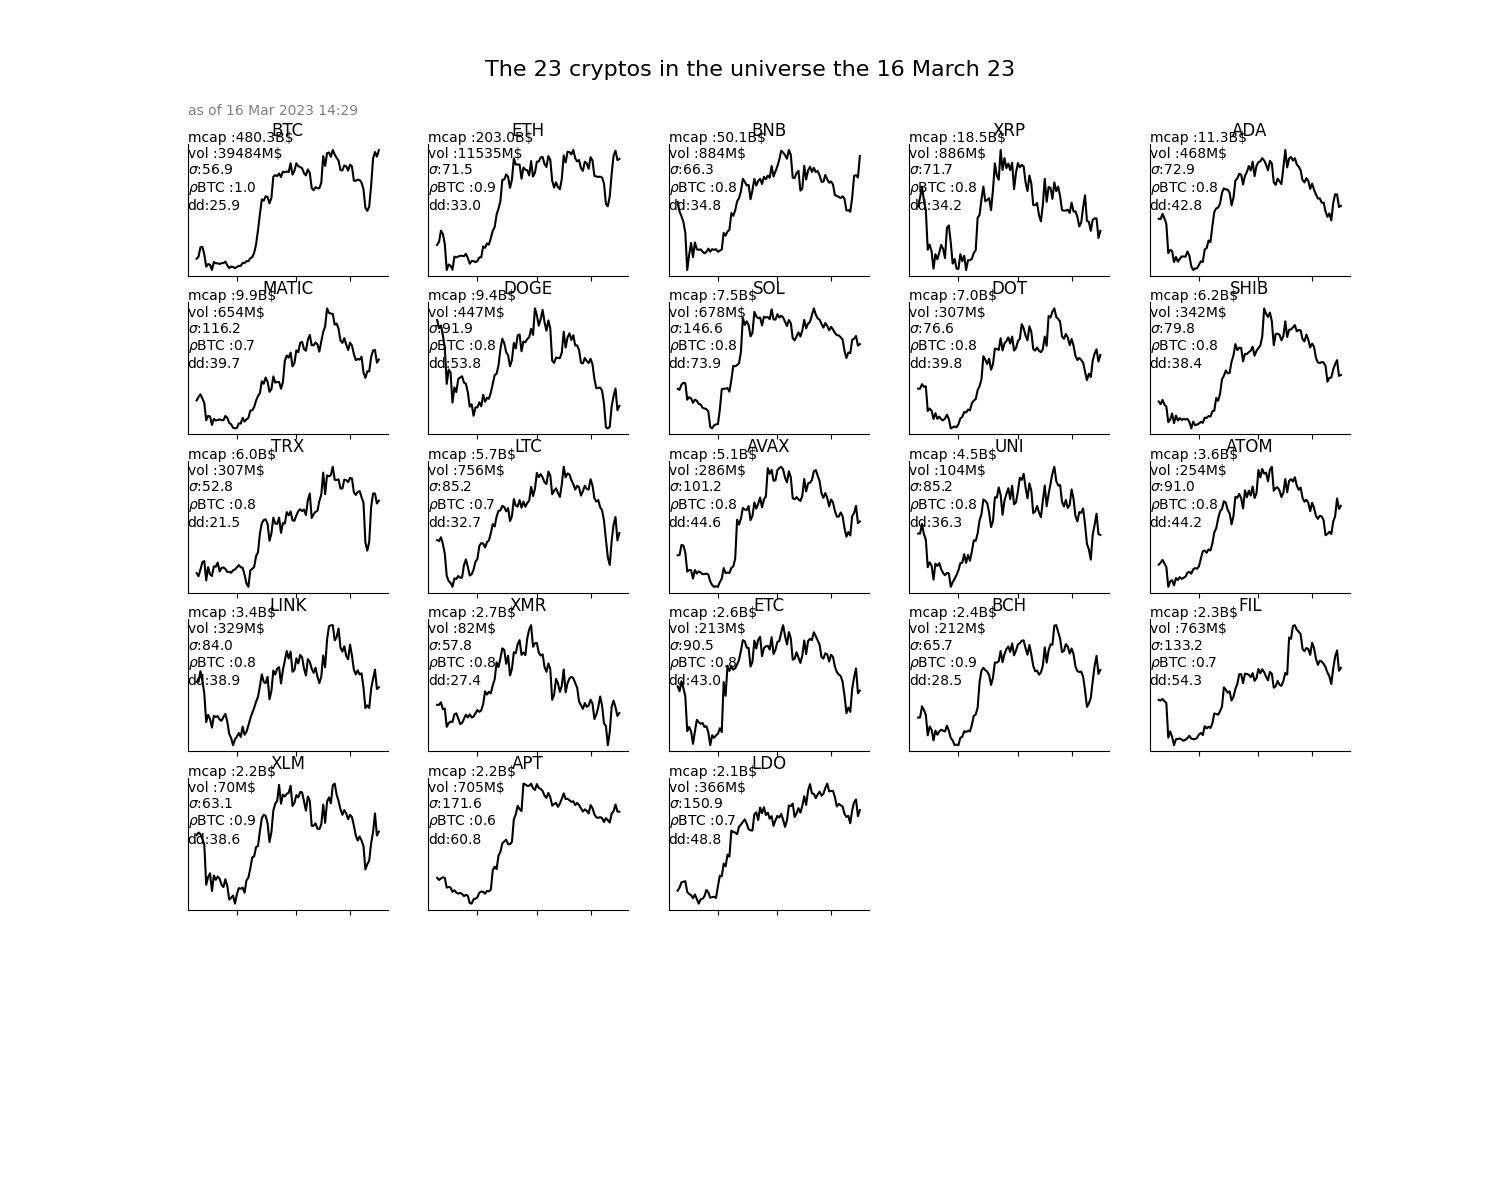 The 23 cryptos in the universe the 16 March 23
as of 16 Mar 2023 14:29
BTC
mcap :480.3B$
vol :39484M$
σ:56.9
ρBTC :1.0
dd:25.9
ETH
mcap :203.0B$
vol :11535M$
σ:71.5
ρBTC :0.9
dd:33.0
BNB
mcap :50.1B$
vol :884M$
σ:66.3
ρBTC :0.8
dd:34.8
XRP
mcap :18.5B$
vol :886M$
σ:71.7
ρBTC :0.8
dd:34.2
ADA
mcap :11.3B$
vol :468M$
σ:72.9
ρBTC :0.8
dd:42.8
MATIC
mcap :9.9B$
vol :654M$
σ:116.2
ρBTC :0.7
dd:39.7
DOGE
mcap :9.4B$
vol :447M$
σ:91.9
ρBTC :0.8
dd:53.8
SOL
mcap :7.5B$
vol :678M$
σ:146.6
ρBTC :0.8
dd:73.9
DOT
mcap :7.0B$
vol :307M$
σ:76.6
ρBTC :0.8
dd:39.8
SHIB
mcap :6.2B$
vol :342M$
σ:79.8
ρBTC :0.8
dd:38.4
TRX
mcap :6.0B$
vol :307M$
σ:52.8
ρBTC :0.8
dd:21.5
LTC
mcap :5.7B$
vol :756M$
σ:85.2
ρBTC :0.7
dd:32.7
AVAX
mcap :5.1B$
vol :286M$
σ:101.2
ρBTC :0.8
dd:44.6
UNI
mcap :4.5B$
vol :104M$
σ:85.2
ρBTC :0.8
dd:36.3
ATOM
mcap :3.6B$
vol :254M$
σ:91.0
ρBTC :0.8
dd:44.2
LINK
mcap :3.4B$
vol :329M$
σ:84.0
ρBTC :0.8
dd:38.9
XMR
mcap :2.7B$
vol :82M$
σ:57.8
ρBTC :0.8
dd:27.4
ETC
mcap :2.6B$
vol :213M$
σ:90.5
ρBTC :0.8
dd:43.0
BCH
mcap :2.4B$
vol :212M$
σ:65.7
ρBTC :0.9
dd:28.5
FIL
mcap :2.3B$
vol :763M$
σ:133.2
ρBTC :0.7
dd:54.3
XLM
mcap :2.2B$
vol :70M$
σ:63.1
ρBTC :0.9
dd:38.6
APT
mcap :2.2B$
vol :705M$
σ:171.6
ρBTC :0.6
dd:60.8
LDO
mcap :2.1B$
vol :366M$
σ:150.9
ρBTC :0.7
dd:48.8